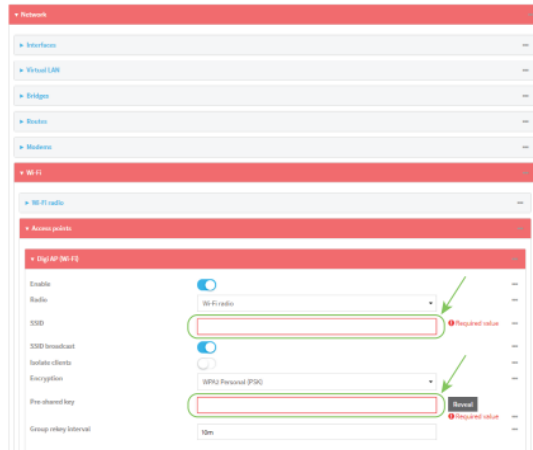 Network
Interfaces
Virtual LAN
Bridges
Routes
Modems
Wi-Fi
Wi-Fi radio
Access points
Digi AP (Wi-Fi)
Enable
Radio
Wi-Fi radio
SSID
Required value
SSID broadcast
Isolate clients
Encryption
WPA2 Personal (PSK)
Pre-shared key
Reveal
Required value
Group rekey interval
10m